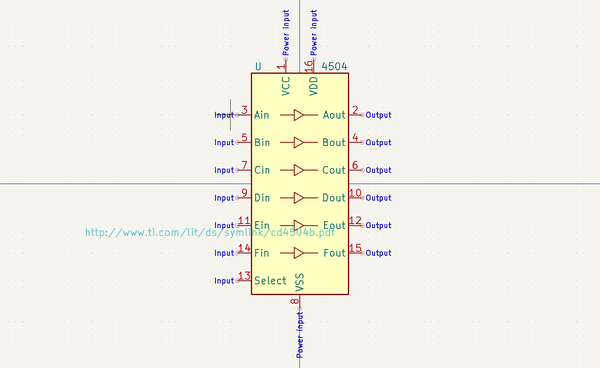 Power Input Power Input
1 16
U 4504
VCC VDD
Input 3 Ain Aout 2 Output
Input 5 Bin Bout 4 Output
Input 7 Cin Cout 6 Output
Input 9 Din Dout 10 Output
Input 11 Ein Eout 12 Output
http://www.ti.com/lit/ds/symlink/cd4504b.pdf
Input 14 Fin Fout 15 Output
Input 13 Select
VSS
8
Power Input